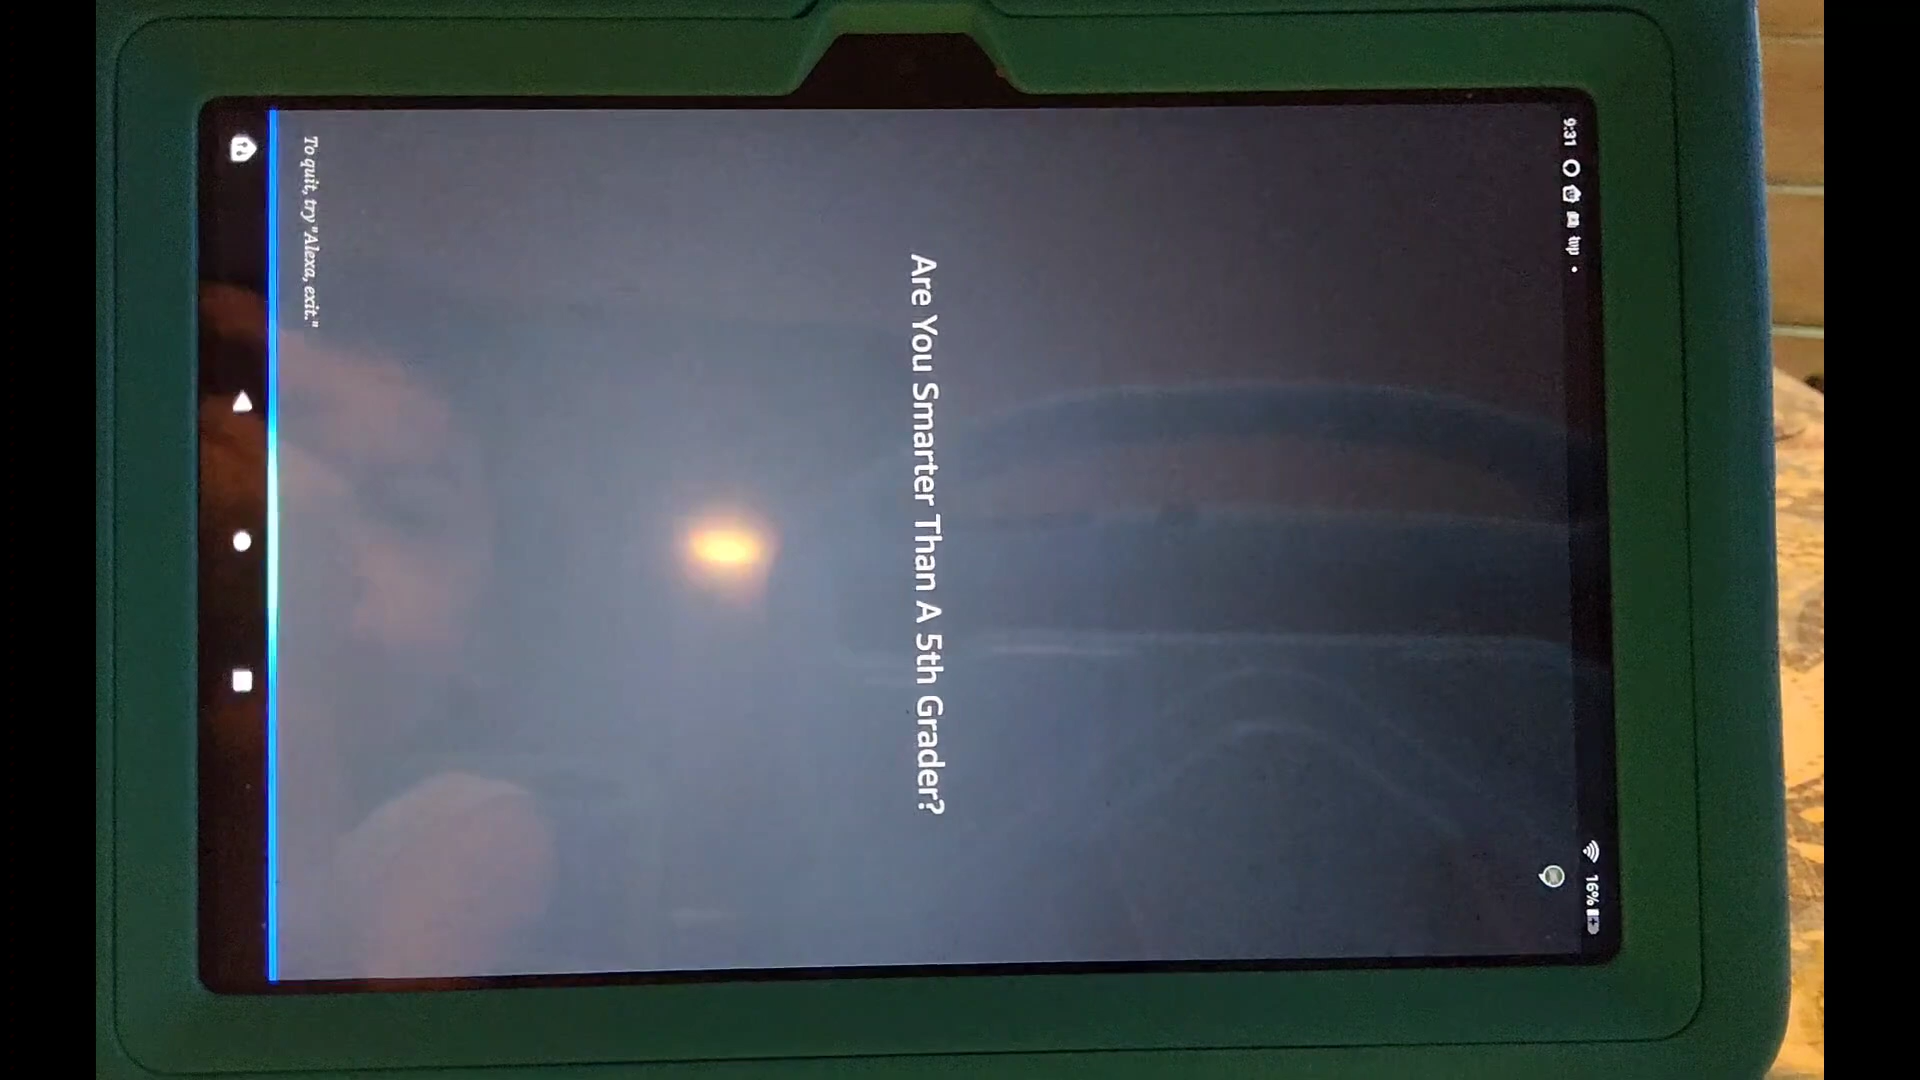 9:31
16%
Are You Smarter Than A 5th Grader?
To quit, try "Alexa, exit."